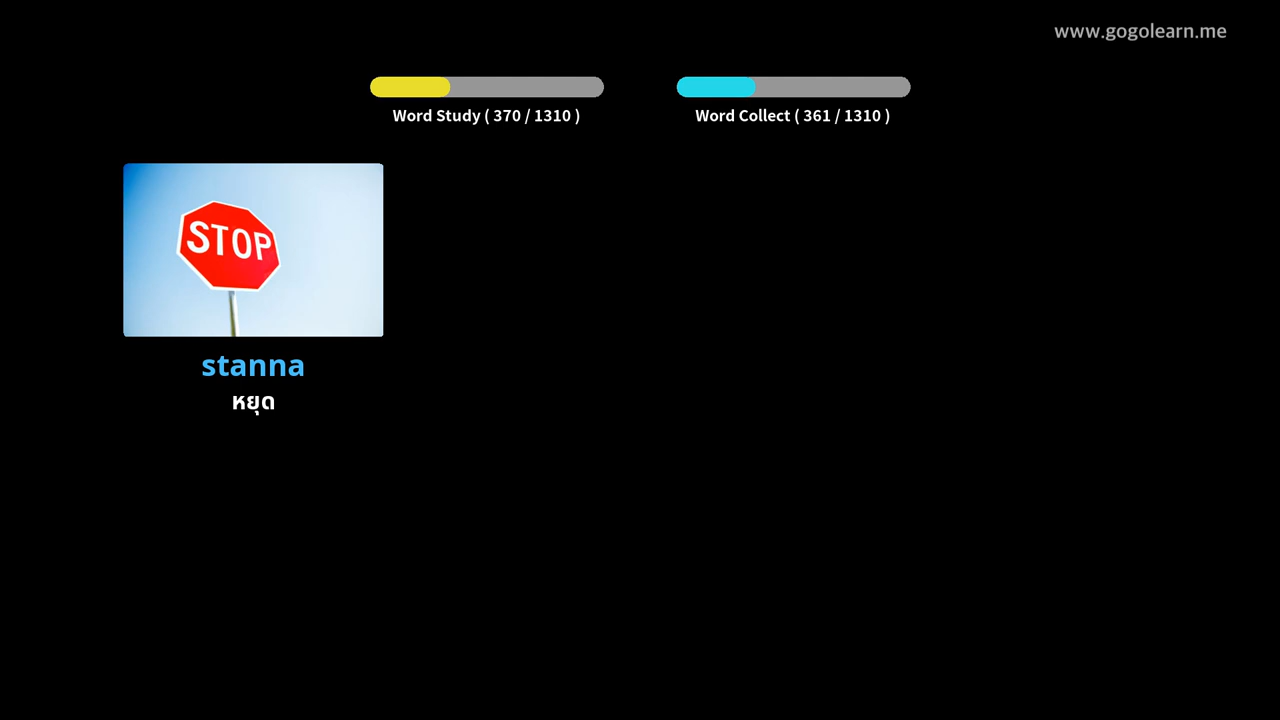 www.gogolearn.me
Word Study ( 370 / 1310 )
Word Collect ( 361 / 1310 )
STOP
stanna
หยุด